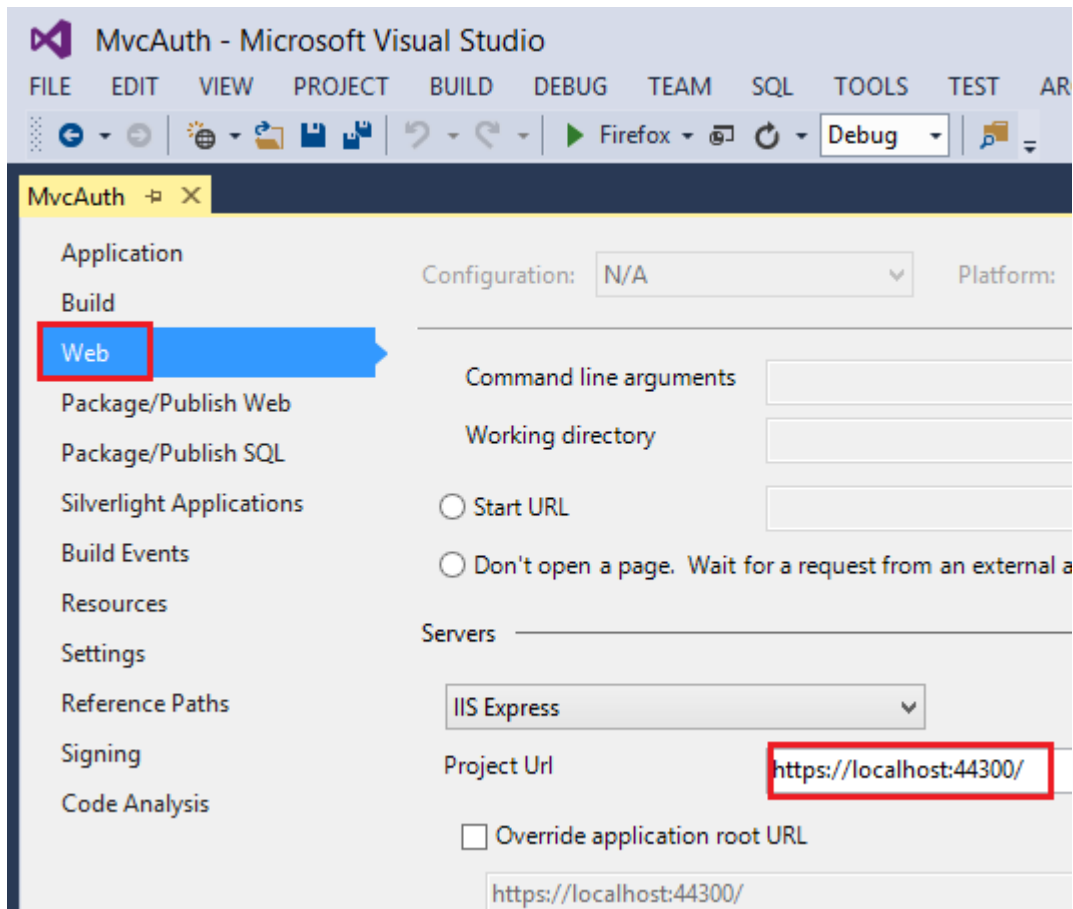 MvcAuth - Microsoft Visual Studio
FILE EDIT VIEW PROJECT BUILD DEBUG TEAM SQL TOOLS TEST AR
Firefox Debug
MvcAuth
Application
Build
Web
Package/Publish Web
Package/Publish SQL
Silverlight Applications
Build Events
Resources
Settings
Reference Paths
Signing
Code Analysis
Configuration: N/A Platform:
Command line arguments
Working directory
Start URL
Don't open a page. Wait for a request from an external a
Servers
IIS Express
Project Url https://localhost:44300/
Override application root URL
https://localhost:44300/